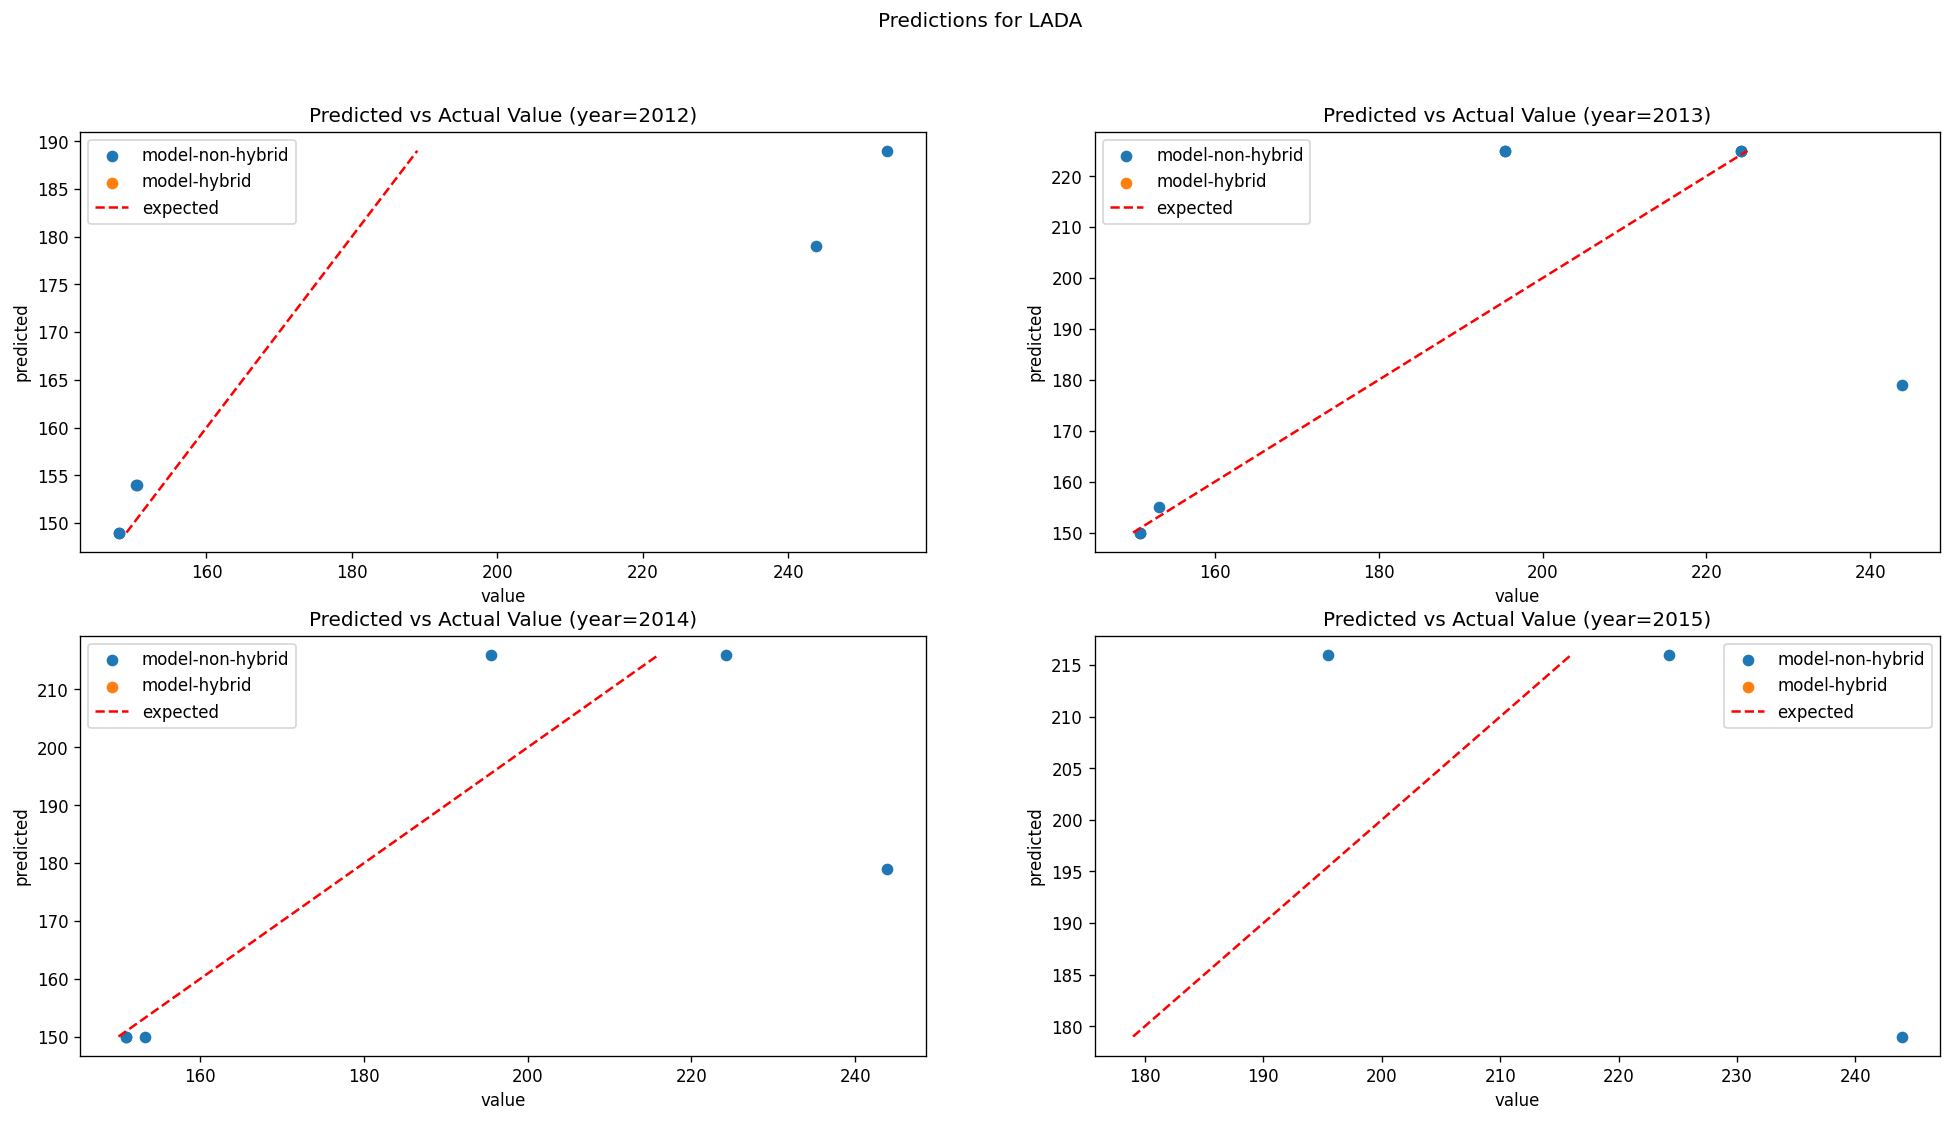 Predictions for LADA
Predicted vs Actual Value (year=2012)
model-non-hybrid
model-hybrid
expected
190
185
180
175
170
165
160
155
150
predicted
160 180 200 220 240
value
Predicted vs Actual Value (year=2013)
model-non-hybrid
model-hybrid
expected
220
210
200
190
180
170
160
150
predicted
160 180 200 220 240
value
Predicted vs Actual Value (year=2014)
model-non-hybrid
model-hybrid
expected
210
200
190
180
170
160
150
predicted
160 180 200 220 240
value
Predicted vs Actual Value (year=2015)
model-non-hybrid
model-hybrid
expected
215
210
205
200
195
190
185
180
predicted
180 190 200 210 220 230 240
value